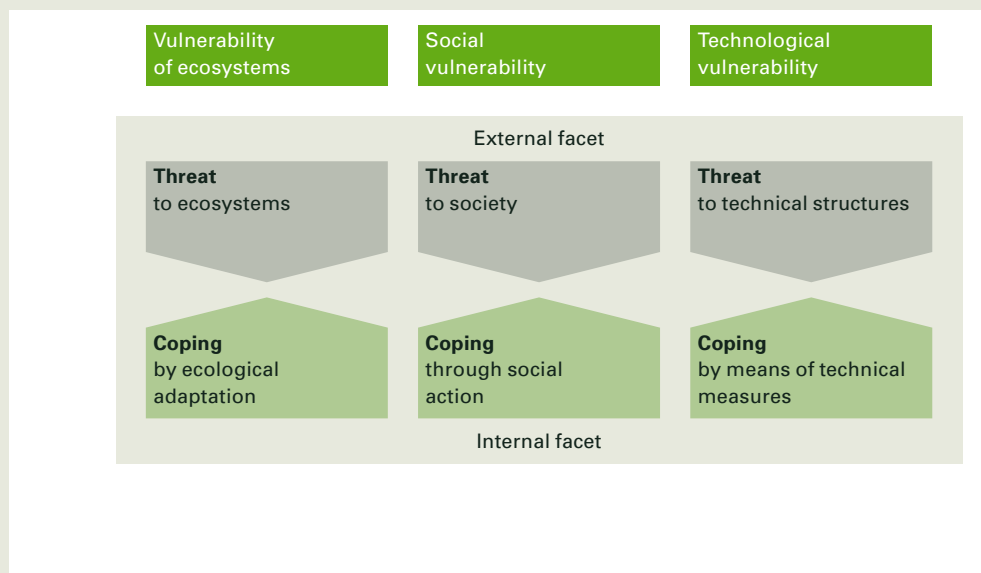 Vulnerability
of ecosystems
Social
vulnerability
Technological
vulnerability
External facet
Threat
to ecosystems
Threat
to society
Threat
to technical structures
Coping
by ecological
adaptation
Coping
through social
action
Coping
by means of technical
measures
Internal facet